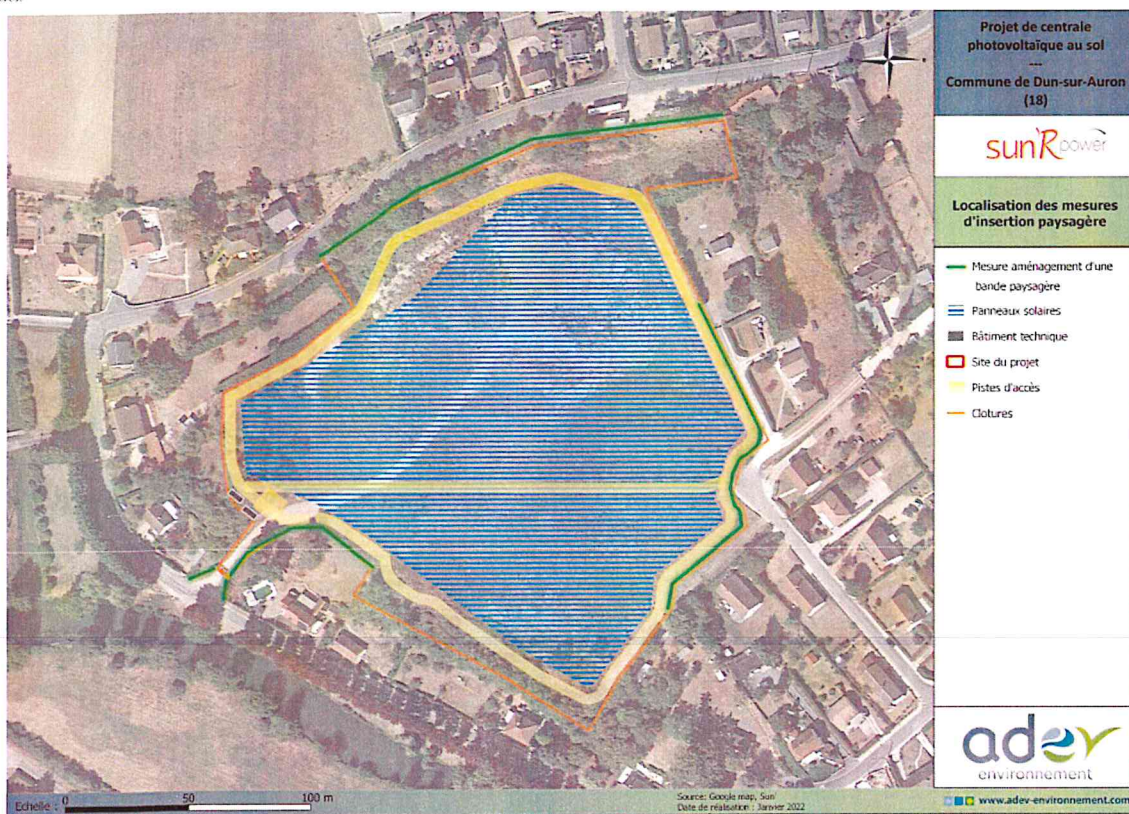 Projet de centrale
photovoltaïque au sol
---
Commune de Dun-sur-Auron
(18)
sun'R power
Localisation des mesures
d'insertion paysagère
Mesure aménagement d'une
bande paysagère
Panneaux solaires
Bâtiment technique
Site du projet
Pistes d'accès
Clotures
adev
environnement
Echelle : 0 50 100 m
Source: Google map, Sun'
Date de réalisation : Janvier 2022
www.adev-environnement.com